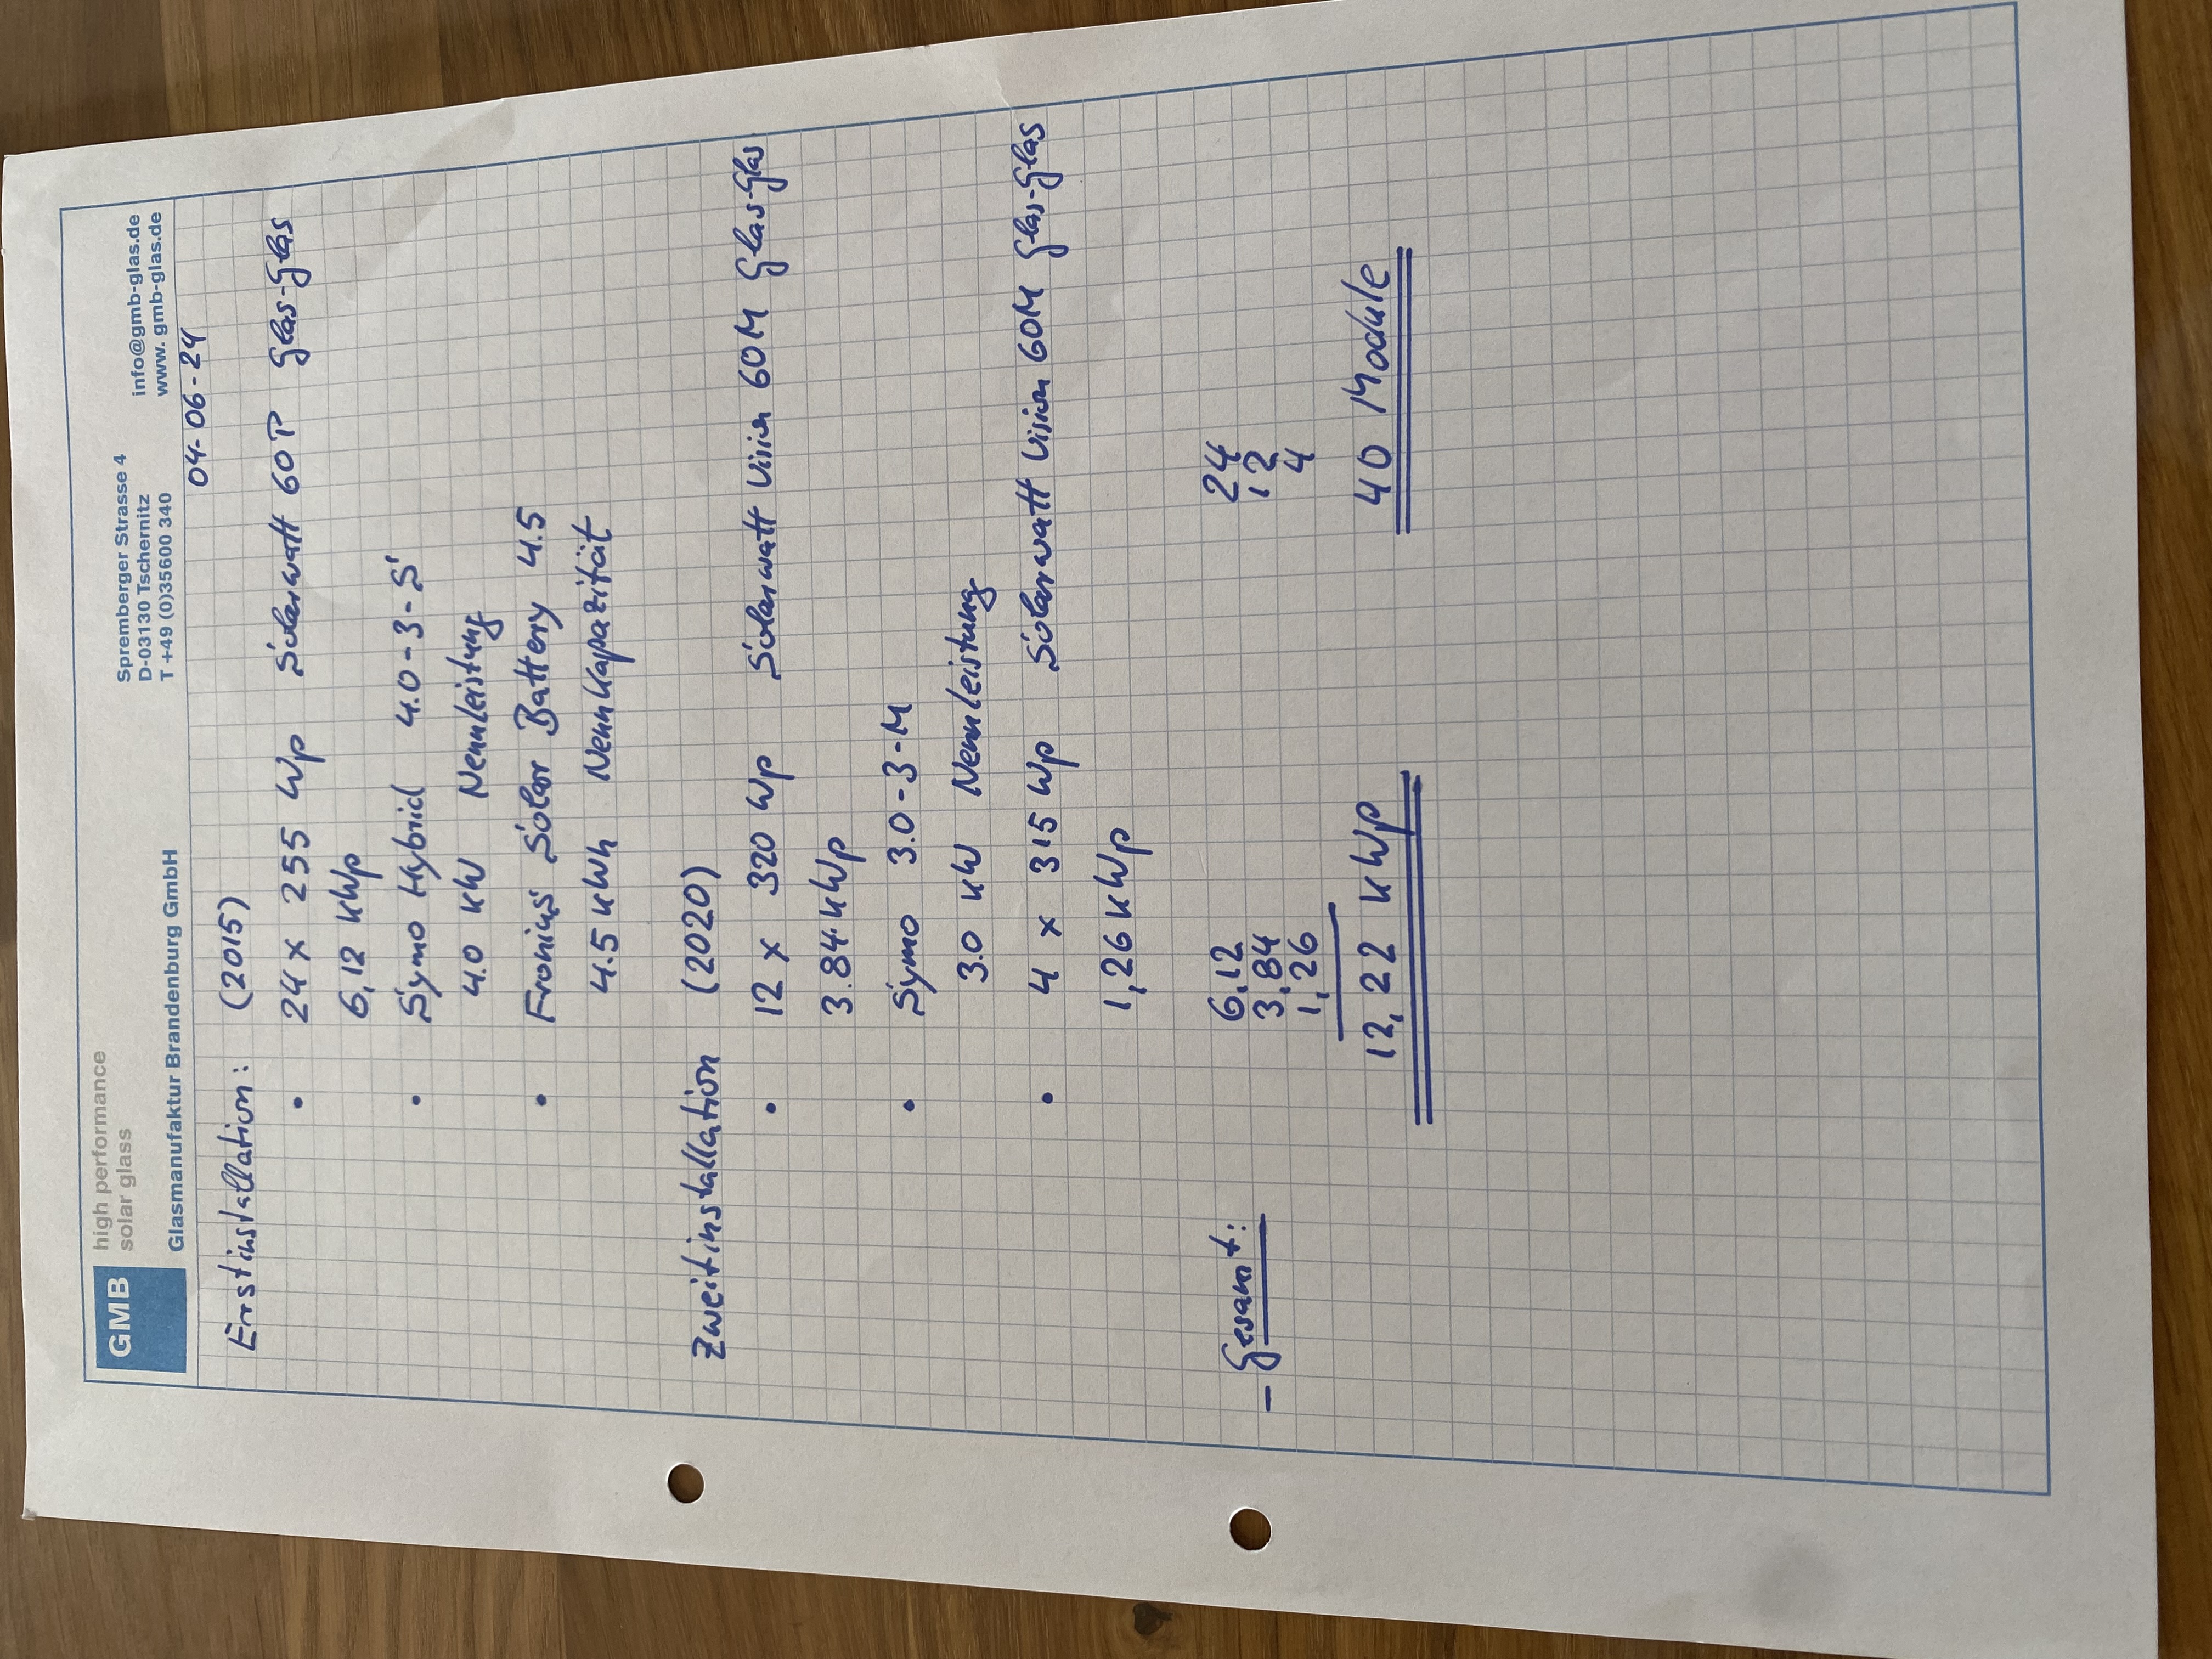 GMB
high performance
solar glass
Glasmanufaktur Brandenburg GmbH
Spremberger Strasse 4
D-03130 Tschernitz
T +49 (0)35600 340
info@gmb-glas.de
www. gmb-glas.de
04-06-24
Erstinstallation: (2015)
• 24 x 255 Wp Solarwatt 60P Glas-Glas
6,12 kWp
• Symo Hybrid 4.0-3-S
4.0 kW Nennleistung
• Fronius Solar Battery 4.5
4.5 kWh Nennkapazität
Zweitinstallation (2020)
• 12 x 320 Wp Solarwatt Vision 60M Glas-Glas
3.84 kWp
• Symo 3.0-3-M
3.0 kW Nennleistung
• 4 x 315 Wp Solarwatt Vision 60M Glas-Glas
1,26 kWp
- Gesamt: 6,12 24
3,84 12
1,26 4
12,22 kWp 40 Module